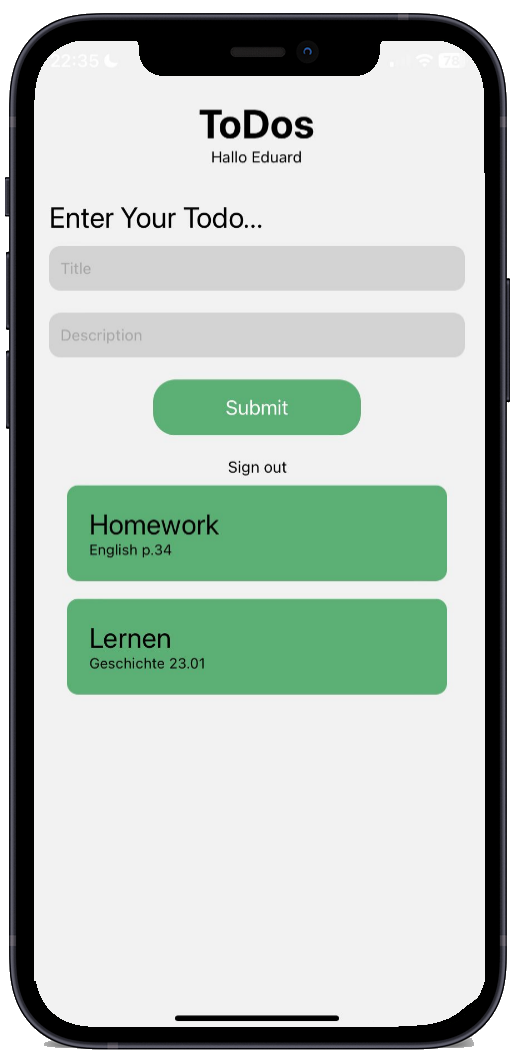 22:35
ToDos
Hallo Eduard
Enter Your Todo...
Title
Description
Submit
Sign out
Homework
English p.34
Lernen
Geschichte 23.01